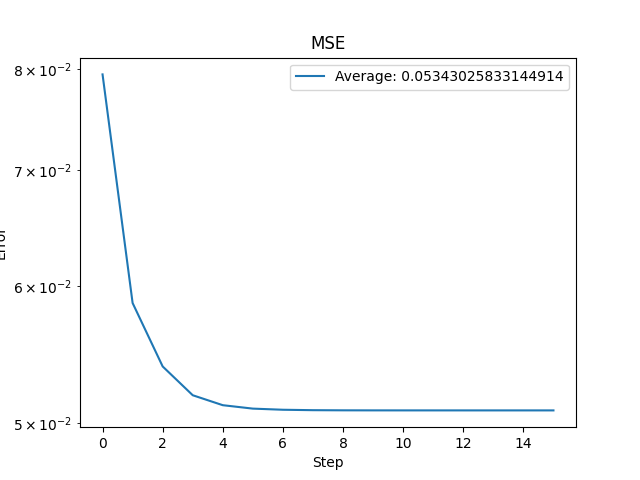 MSE
Average: 0.05343025833144914
8 × 10⁻²
7 × 10⁻²
6 × 10⁻²
5 × 10⁻²
Error
0 2 4 6 8 10 12 14
Step